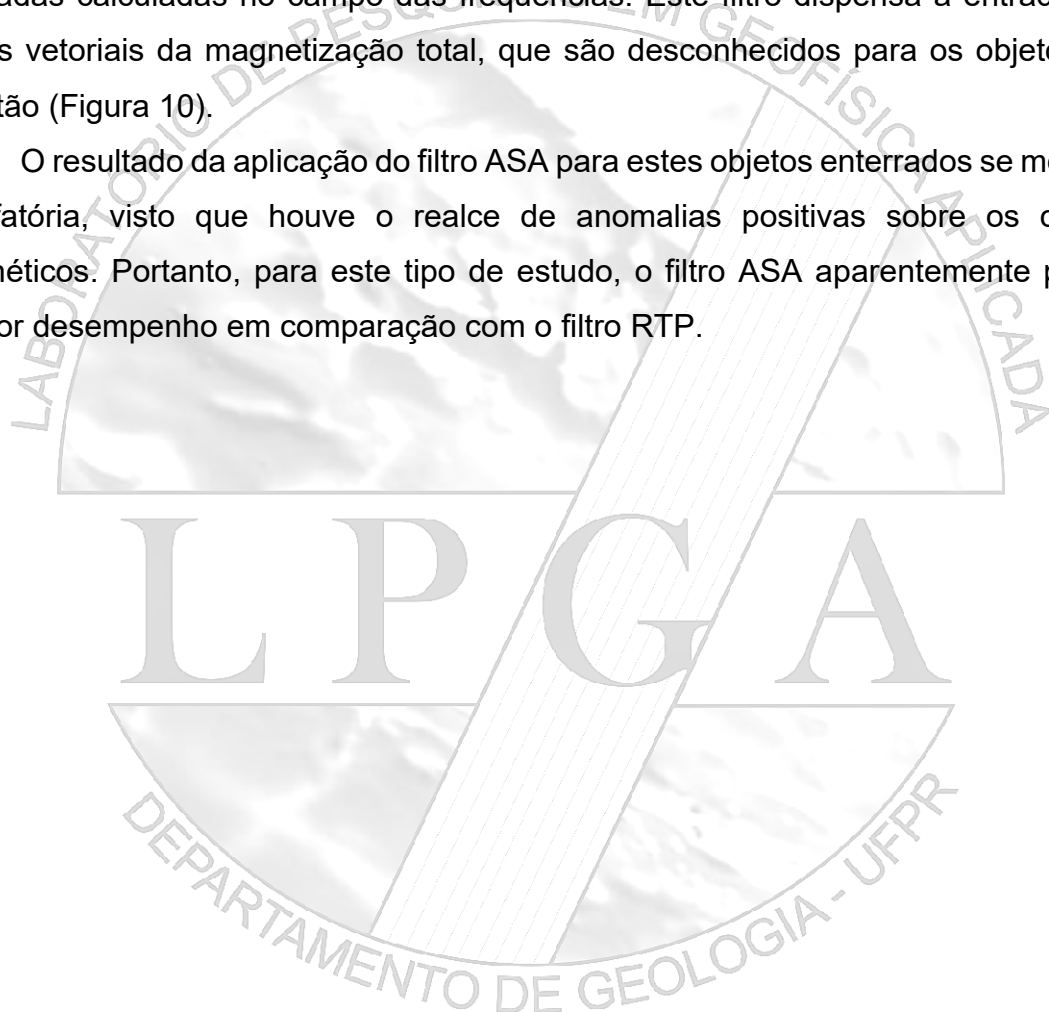 adas calculadas no campo das frequências. Este filtro dispensa a entrad
s vetoriais da magnetização total, que são desconhecidos para os objeto
tão (Figura 10).
O resultado da aplicação do filtro ASA para estes objetos enterrados se m
fatória, visto que houve o realce de anomalias positivas sobre os
néticos. Portanto, para este tipo de estudo, o filtro ASA aparentemente
or desempenho em comparação com o filtro RTP.
LABORATORIO DE PESQ EM GEOFÍSICA APLICADA
LPGA
DEPARTAMENTO DE GEOLOGIA - UFPR